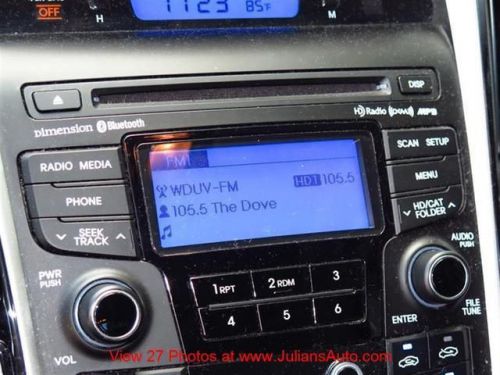 OFF
11:23 85°F
H M
DISP
Dimension Bluetooth
HD Radio XM MP3
FM1
WDUV-FM HD1 105.5
105.5 The Dove
RADIO MEDIA
PHONE
SEEK TRACK
PWR PUSH
VOL
SCAN SETUP
MENU
HD/CAT FOLDER
AUDIO PUSH
FILE TUNE
ENTER
1 RPT 2 RDM 3
4 5 6
View 27 Photos at www.JuliansAuto.com